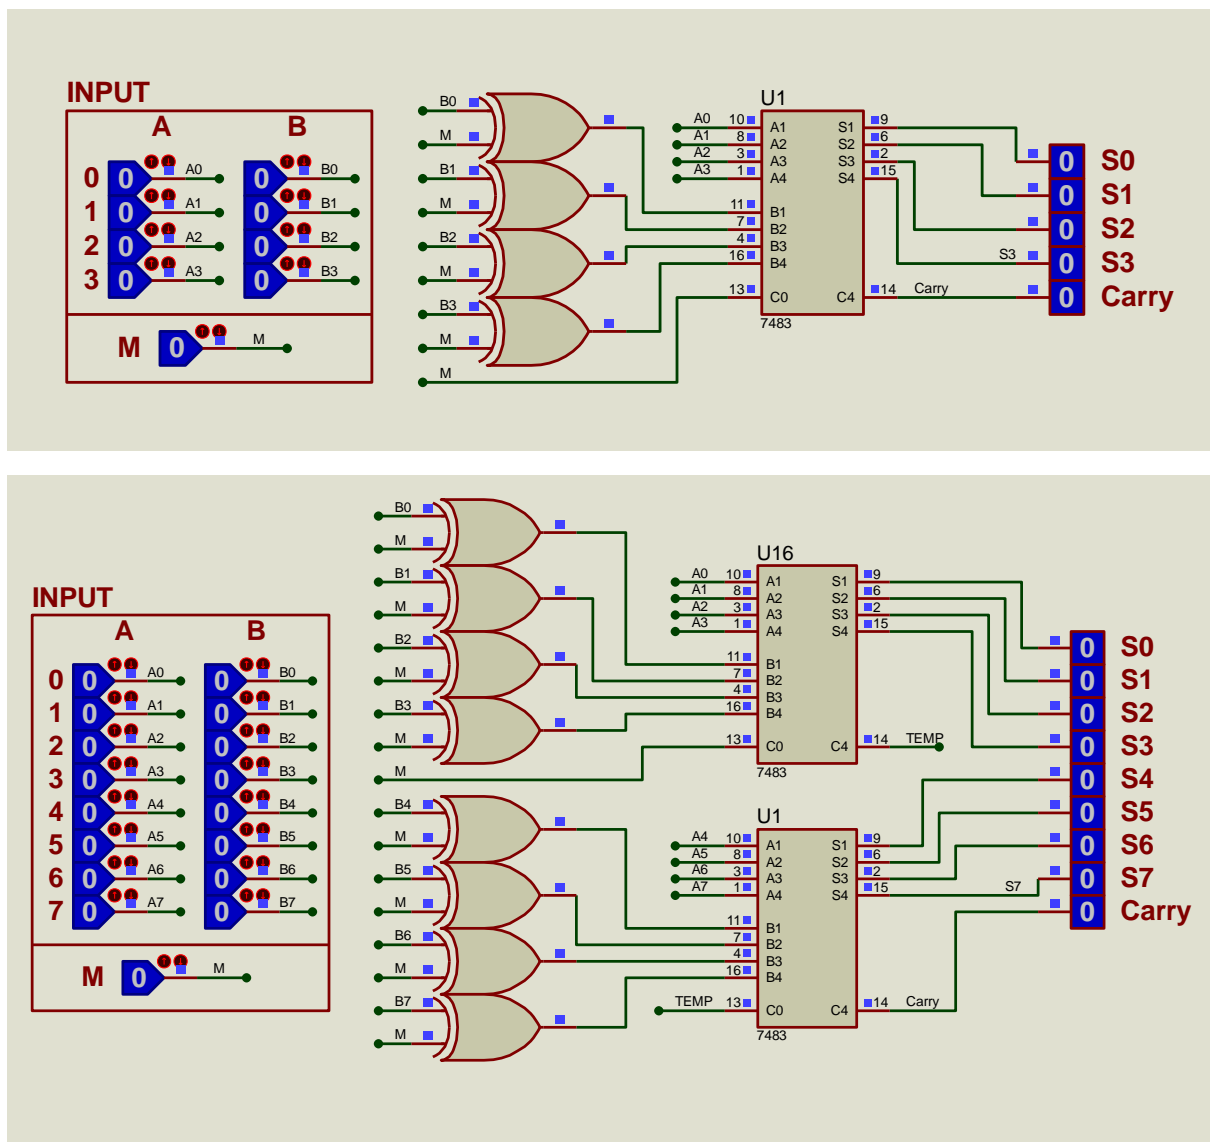 INPUT
A B
0 0 A0 0 B0
1 0 A1 0 B1
2 0 A2 0 B2
3 0 A3 0 B3
M 0 M
B0
M
B1
M
B2
M
B3
M
M
U1
A0 10 A1 S1 9
A1 8 A2 S2 6
A2 3 A3 S3 2
A3 1 A4 S4 15
11 B1
7 B2
4 B3
16 B4
13 C0 C4 14 Carry
7483
0 S0
0 S1
0 S2
S3 0 S3
0 Carry
INPUT
A B
0 0 A0 0 B0
1 0 A1 0 B1
2 0 A2 0 B2
3 0 A3 0 B3
4 0 A4 0 B4
5 0 A5 0 B5
6 0 A6 0 B6
7 0 A7 0 B7
M 0 M
B0
M
B1
M
B2
M
B3
M
M
B4
M
B5
M
B6
M
B7
M
U16
A0 10 A1 S1 9
A1 8 A2 S2 6
A2 3 A3 S3 2
A3 1 A4 S4 15
11 B1
7 B2
4 B3
16 B4
13 C0 C4 14 TEMP
7483
U1
A4 10 A1 S1 9
A5 8 A2 S2 6
A6 3 A3 S3 2
A7 1 A4 S4 15 S7
11 B1
7 B2
4 B3
16 B4
TEMP 13 C0 C4 14 Carry
7483
0 S0
0 S1
0 S2
0 S3
0 S4
0 S5
0 S6
0 S7
0 Carry